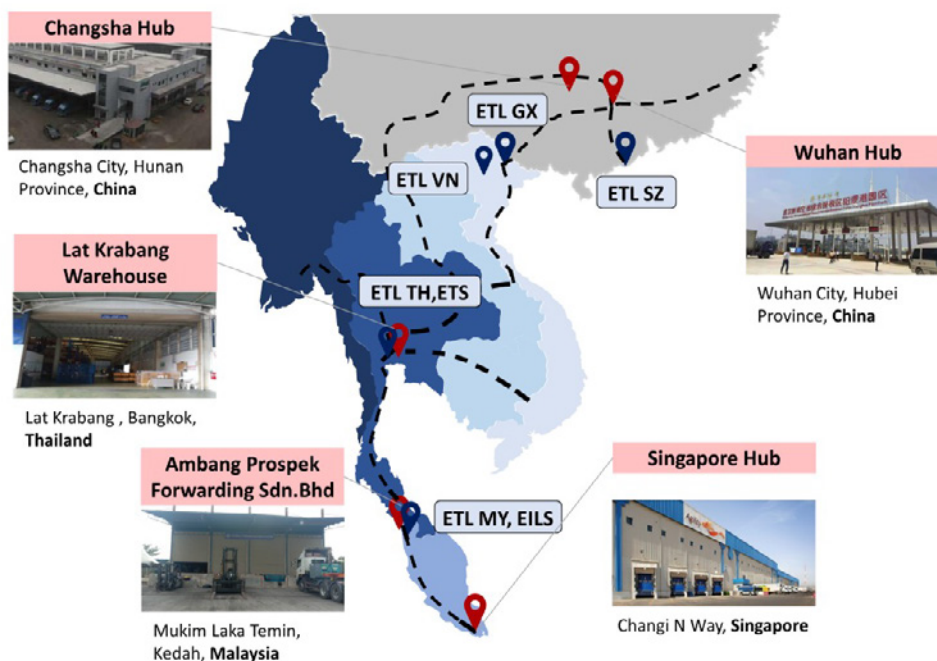 Changsha Hub
Changsha City, Hunan
Province, China
ETL GX
ETL VN
ETL SZ
Wuhan Hub
Wuhan City, Hubei
Province, China
Lat Krabang
Warehouse
Lat Krabang , Bangkok,
Thailand
ETL TH,ETS
Ambang Prospek
Forwarding Sdn.Bhd
Mukim Laka Temin,
Kedah, Malaysia
ETL MY, EILS
Singapore Hub
Agility
Changi N Way, Singapore